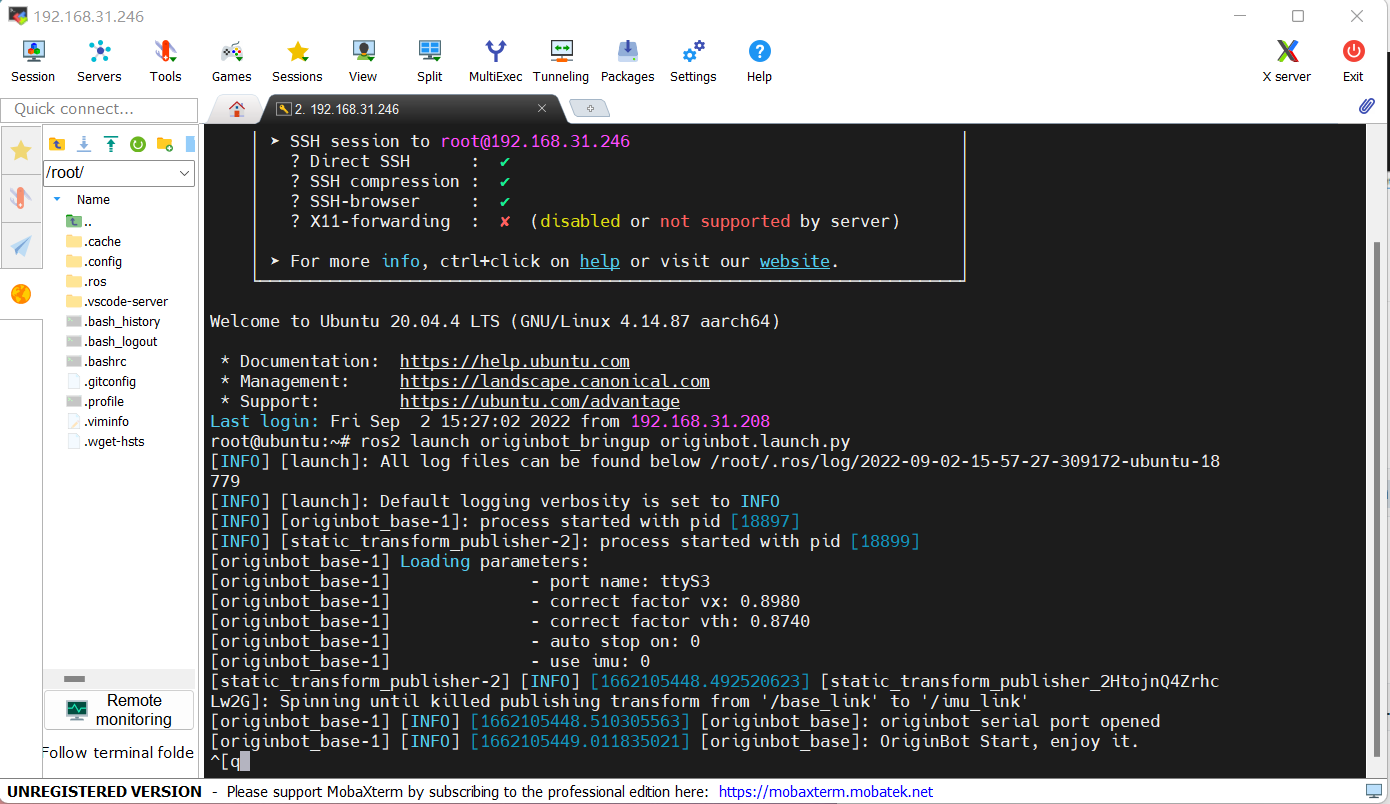 192.168.31.246
Session Servers Tools Games Sessions View Split MultiExec Tunneling Packages Settings Help X server Exit
Quick connect...
2. 192.168.31.246
/root/
Name
..
.cache
.config
.ros
.vscode-server
.bash_history
.bash_logout
.bashrc
.gitconfig
.profile
.viminfo
.wget-hsts
Remote
monitoring
Follow terminal folde
➤ SSH session to root@192.168.31.246
? Direct SSH      :  ✔
? SSH compression :  ✔
? SSH-browser     :  ✔
? X11-forwarding  :  ✘  (disabled or not supported by server)
➤ For more info, ctrl+click on help or visit our website.
Welcome to Ubuntu 20.04.4 LTS (GNU/Linux 4.14.87 aarch64)
* Documentation:  https://help.ubuntu.com
* Management:     https://landscape.canonical.com
* Support:        https://ubuntu.com/advantage
Last login: Fri Sep  2 15:27:02 2022 from 192.168.31.208
root@ubuntu:~# ros2 launch originbot_bringup originbot.launch.py
[INFO] [launch]: All log files can be found below /root/.ros/log/2022-09-02-15-57-27-309172-ubuntu-18
779
[INFO] [launch]: Default logging verbosity is set to INFO
[INFO] [originbot_base-1]: process started with pid [18897]
[INFO] [static_transform_publisher-2]: process started with pid [18899]
[originbot_base-1] Loading parameters:
[originbot_base-1]              - port name: ttyS3
[originbot_base-1]              - correct factor vx: 0.8980
[originbot_base-1]              - correct factor vth: 0.8740
[originbot_base-1]              - auto stop on: 0
[originbot_base-1]              - use imu: 0
[static_transform_publisher-2] [INFO] [1662105448.492520623] [static_transform_publisher_2HtojnQ4Zrhc
Lw2G]: Spinning until killed publishing transform from '/base_link' to '/imu_link'
[originbot_base-1] [INFO] [1662105448.510305563] [originbot_base]: originbot serial port opened
[originbot_base-1] [INFO] [1662105449.011835021] [originbot_base]: OriginBot Start, enjoy it.
^[q
UNREGISTERED VERSION - Please support MobaXterm by subscribing to the professional edition here: https://mobaxterm.mobatek.net